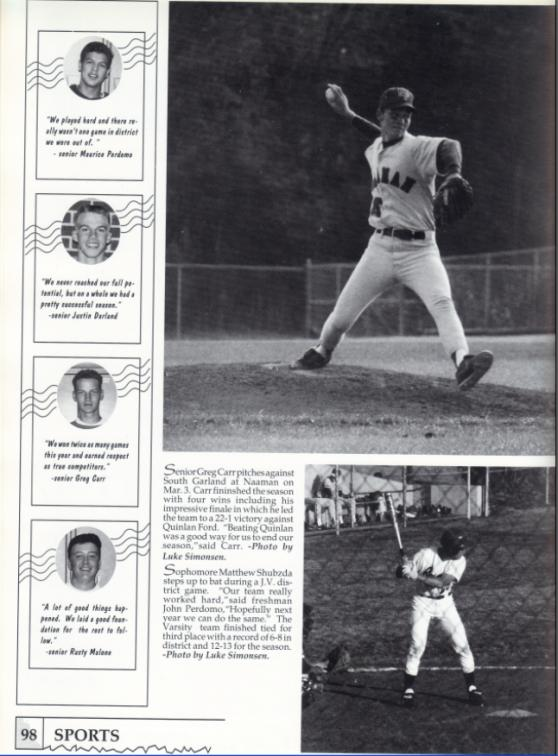 "We played hard and there re-
ally wasn't one game in district
we were out of. "
- senior Maurice Perdomo
"We never reached our full po-
tential, but on a whole we had a
pretty successful season."
-senior Justin Dorland
"We won twice as many games
this year and earned respect
as true competitors."
-senior Greg Carr
"A lot of good things hap-
pened. We laid a good foun-
dation for the rest to fol-
low."
-senior Rusty Malone
Senior Greg Carr pitches against
South Garland at Naaman on
Mar. 3. Carr fininshed the season
with four wins including his
impressive finale in which he led
the team to a 22-1 victory against
Quinlan Ford. "Beating Quinlan
was a good way for us to end our
season,"said Carr. -Photo by
Luke Simonsen.
Sophomore Matthew Shubzda
steps up to bat during a J.V. dis-
trict game. "Our team really
worked hard,"said freshman
John Perdomo,"Hopefully next
year we can do the same." The
Varsity team finished tied for
third place with a record of 6-8 in
district and 12-13 for the season.
-Photo by Luke Simonsen.
98 SPORTS